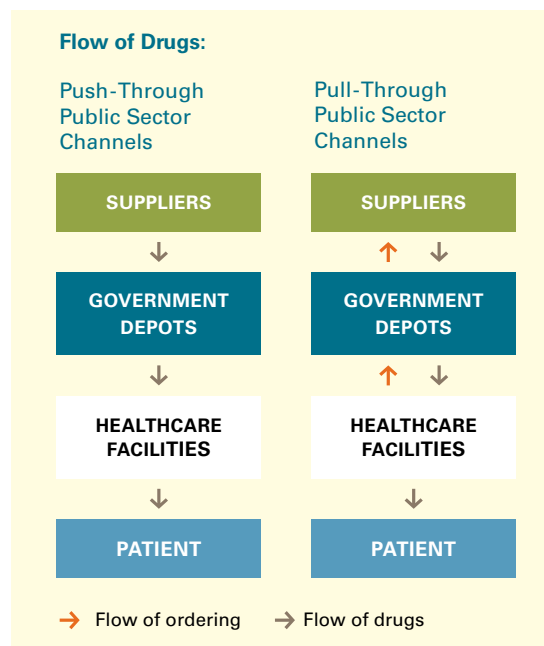 Flow of Drugs:
Push-Through
Public Sector
Channels
SUPPLIERS
GOVERNMENT
DEPOTS
HEALTHCARE
FACILITIES
PATIENT
Pull-Through
Public Sector
Channels
SUPPLIERS
GOVERNMENT
DEPOTS
HEALTHCARE
FACILITIES
PATIENT
Flow of ordering
Flow of drugs